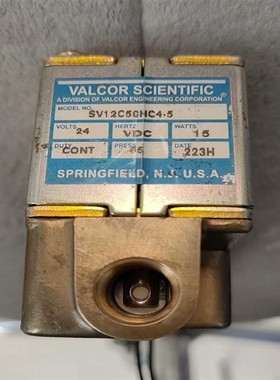 VALCOR SCIENTIFIC
A DIVISION OF VALCOR ENGINEERING CORPORATION
MODEL NO.
SV12C56HC4-5
VOLTS HERTZ WATTS
24 VDC 15
DUTY PRESS DATE
CONT 223H
SPRINGFIELD, N.J. U.S.A.